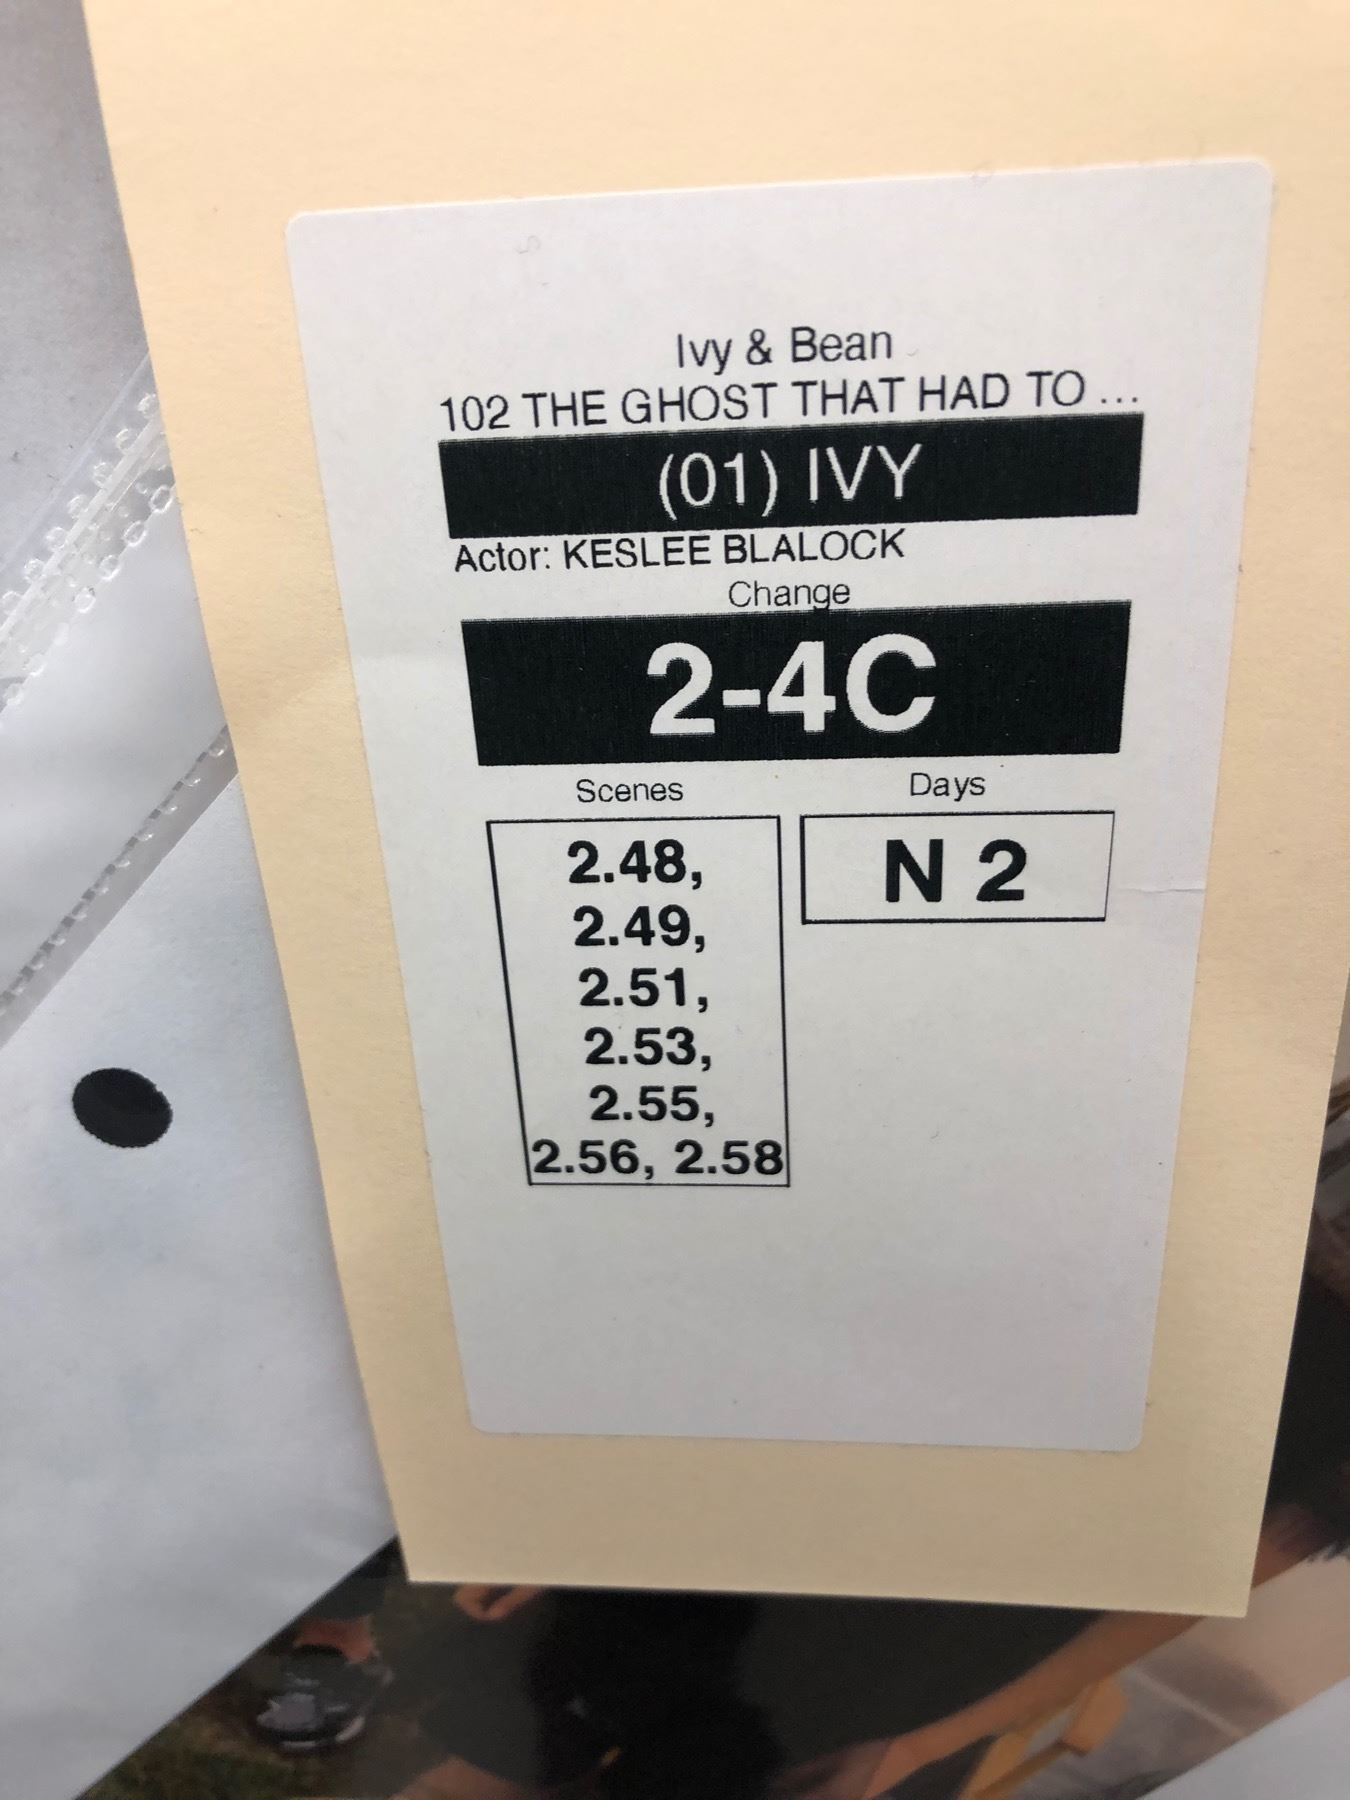 Ivy & Bean
102 THE GHOST THAT HAD TO ...
(01) IVY
Actor: KESLEE BLALOCK
Change
2-4C
Scenes
Days
2.48,
N 2
2.49,
2.51,
2.53,
2.55,
2.56, 2.58